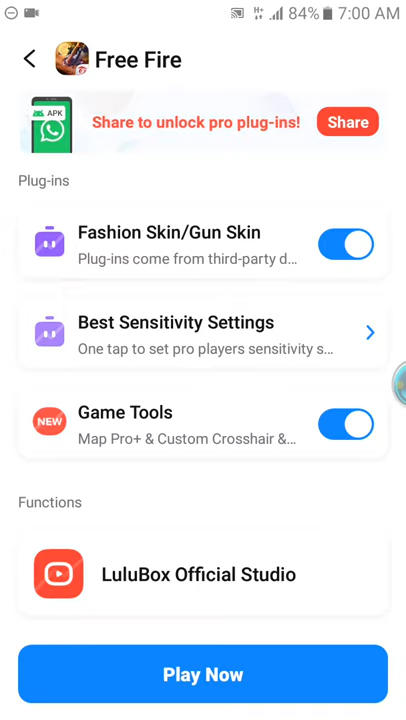 H+ 84% 7:00 AM
Free Fire
APK
Share to unlock pro plug-ins! Share
Plug-ins
Fashion Skin/Gun Skin
Plug-ins come from third-party d...
Best Sensitivity Settings
One tap to set pro players sensitivity s...
NEW
Game Tools
Map Pro+ & Custom Crosshair &...
Functions
LuluBox Official Studio
Play Now